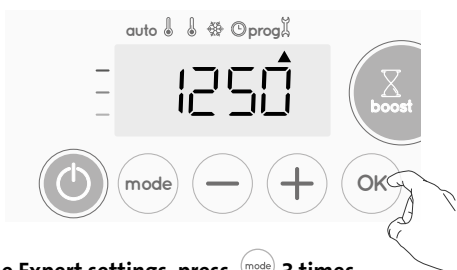 auto prog
1250
boost
mode OK
Expert settings, press mode 3 times